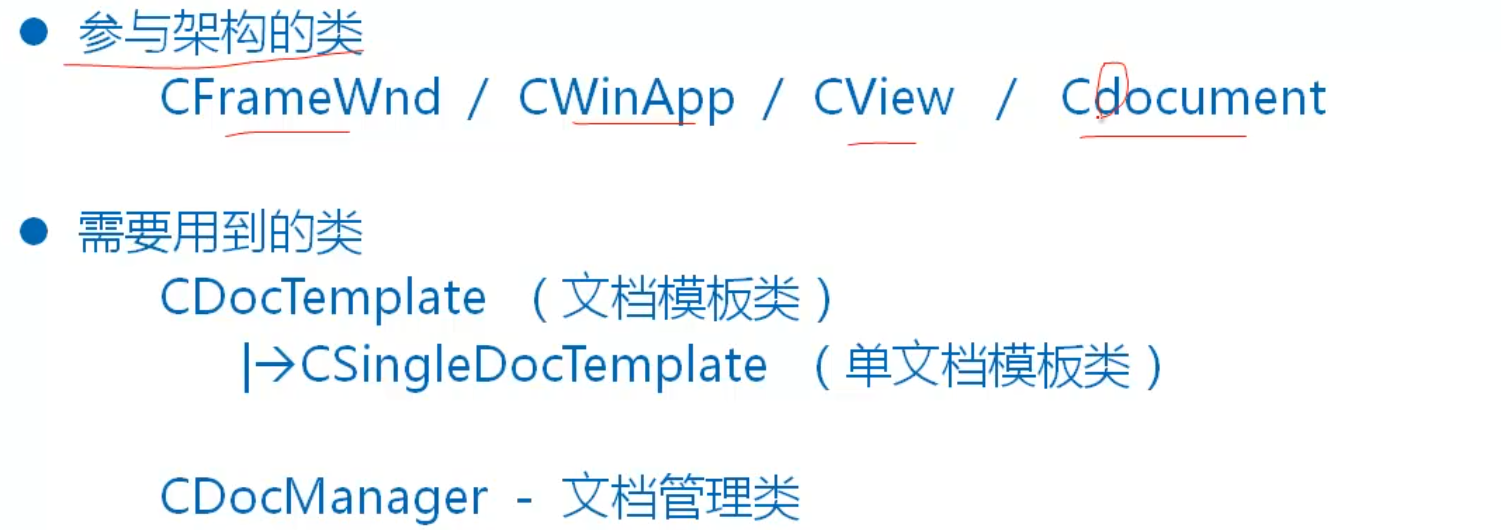 ● 参与架构的类
CFrameWnd / CWinApp / CView / Cdocument
● 需要用到的类
CDocTemplate （文档模板类）
|→CSingleDocTemplate （单文档模板类）
CDocManager - 文档管理类